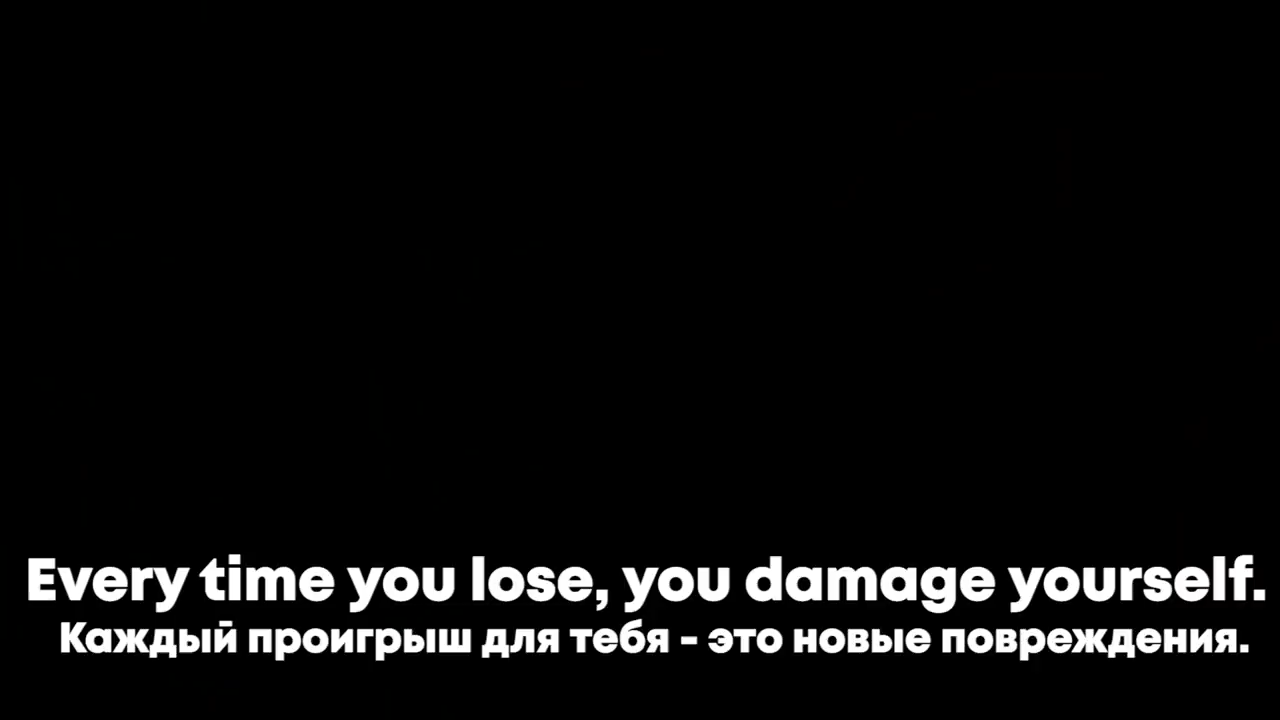 Every time you lose, you damage yourself.
Каждый проигрыш для тебя - это новые повреждения.